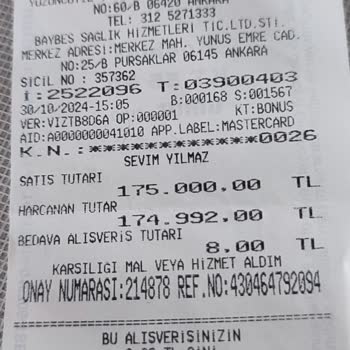 NO:60/B 06420 ANKARA
TEL: 312 5271333
BAYBES SAGLIK HIZMETLERI TIC.LTD.STI.
MERKEZ ADRESI:MERKEZ MAH. YUNUS EMRE CAD.
NO:25/B PURSAKLAR 06145 ANKARA
SICIL NO : 357362
İ:2522096 T:03900403
30/10/2024-15:05 B:000168 S:001567
VER:VIZTB8D6A OP:000001 KT:BONUS
AID:A0000000041010 APP.LABEL:MASTERCARD
K.N.:************0026
SEVIM YILMAZ
SATIS TUTARI
175.000,00 TL
HARCANAN TUTAR
174.992,00 TL
BEDAVA ALISVERIS TUTARI
8,00 TL
KARSILIGI MAL VEYA HIZMET ALDIM
ONAY NUMARASI:214878 REF.NO:430464792094
BU ALISVERISINIZIN